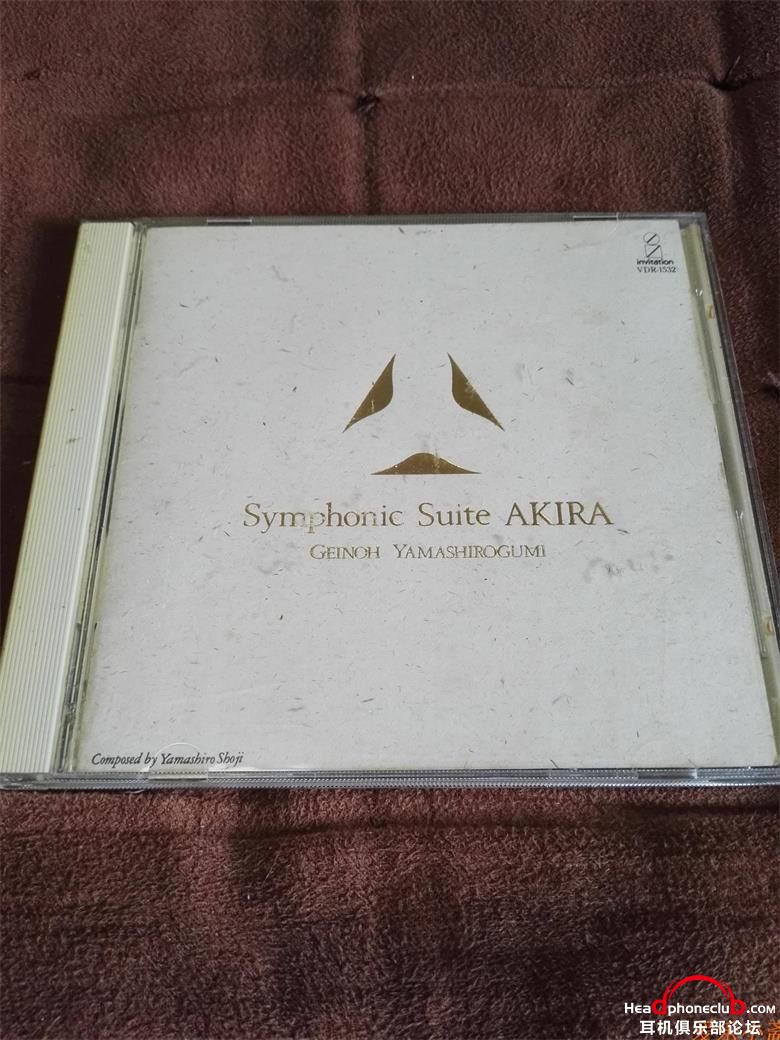 invitation
VDR-1532
Symphonic Suite AKIRA
GEINOH YAMASHIROGUMI
Composed by Yamashiro Shoji
Headphoneclub.com
耳机俱乐部论坛